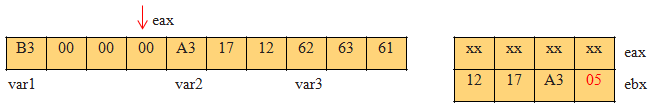 eax
B3 00 00 00 A3 17 12 62 63 61
var1 var2 var3
xx xx xx xx eax
12 17 A3 05 ebx